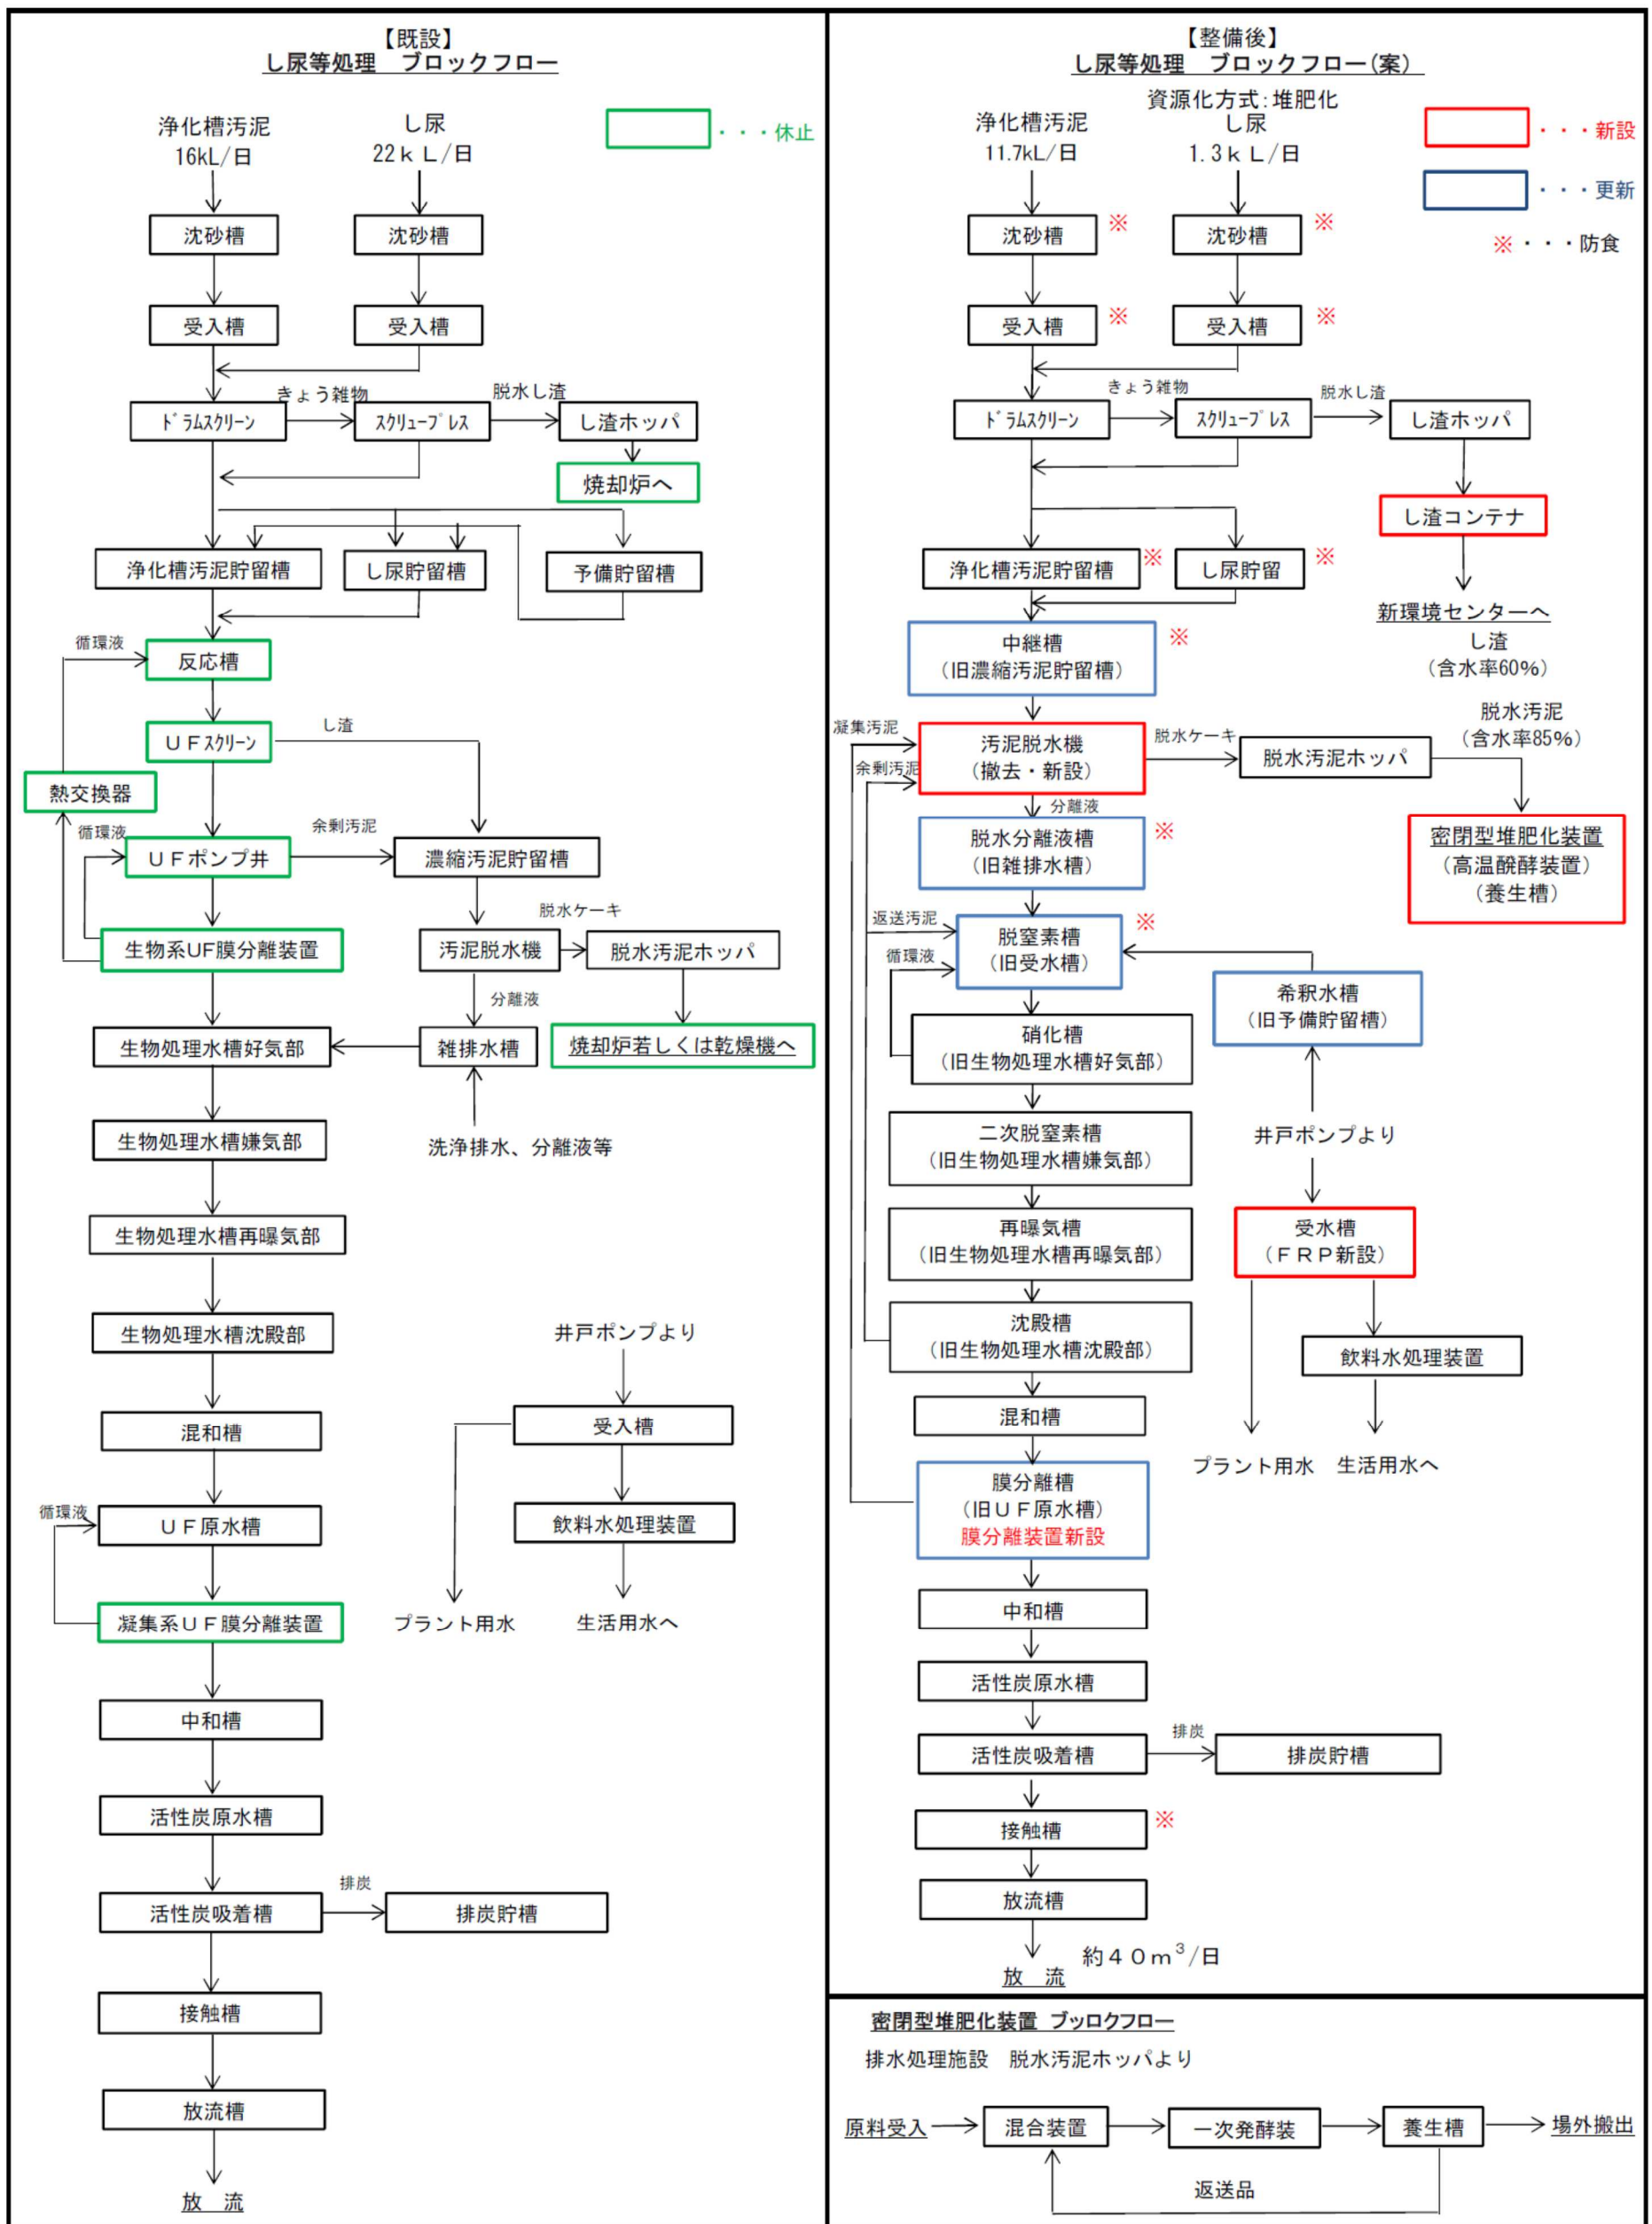 【既設】
し尿等処理　ブロックフロー
・・・休止
浄化槽汚泥
16kL/日
し尿
22ｋＬ/日
沈砂槽
沈砂槽
受入槽
受入槽
ﾄﾞﾗﾑｽｸﾘｰﾝ
きょう雑物
ｽｸﾘｭｰﾌﾟﾚｽ
脱水し渣
し渣ホッパ
焼却炉へ
浄化槽汚泥貯留槽
し尿貯留槽
予備貯留槽
循環液
反応槽
ＵＦｽｸﾘｰﾝ
し渣
熱交換器
循環液
ＵＦポンプ井
余剰汚泥
濃縮汚泥貯留槽
生物系UF膜分離装置
汚泥脱水機
脱水ケーキ
脱水汚泥ホッパ
分離液
生物処理水槽好気部
雑排水槽
焼却炉若しくは乾燥機へ
洗浄排水、分離液等
生物処理水槽嫌気部
生物処理水槽再曝気部
生物処理水槽沈殿部
井戸ポンプより
混和槽
受入槽
循環液
ＵＦ原水槽
飲料水処理装置
凝集系ＵＦ膜分離装置
プラント用水
生活用水へ
中和槽
活性炭原水槽
活性炭吸着槽
排炭
排炭貯槽
接触槽
放流槽
放　流
【整備後】
し尿等処理　ブロックフロー(案)
資源化方式:堆肥化
浄化槽汚泥
11.7kL/日
し尿
1.3ｋＬ/日
・・・新設
・・・更新
※・・・防食
沈砂槽
※
沈砂槽
※
受入槽
※
受入槽
※
ﾄﾞﾗﾑｽｸﾘｰﾝ
きょう雑物
ｽｸﾘｭｰﾌﾟﾚｽ
脱水し渣
し渣ホッパ
し渣コンテナ
浄化槽汚泥貯留槽
※
し尿貯留
※
新環境センターへ
し渣
（含水率60%）
中継槽
（旧濃縮汚泥貯留槽）
※
凝集汚泥
余剰汚泥
汚泥脱水機
（撤去・新設）
脱水ケーキ
脱水汚泥ホッパ
脱水汚泥
（含水率85%）
分離液
脱水分離液槽
（旧雑排水槽）
※
密閉型堆肥化装置
（高温醗酵装置）
（養生槽）
返送汚泥
循環液
脱窒素槽
（旧受水槽）
※
希釈水槽
（旧予備貯留槽）
硝化槽
（旧生物処理水槽好気部）
二次脱窒素槽
（旧生物処理水槽嫌気部）
井戸ポンプより
再曝気槽
（旧生物処理水槽再曝気部）
受水槽
（ＦＲＰ新設）
沈殿槽
（旧生物処理水槽沈殿部）
飲料水処理装置
混和槽
プラント用水
生活用水へ
膜分離槽
（旧ＵＦ原水槽）
膜分離装置新設
中和槽
活性炭原水槽
活性炭吸着槽
排炭
排炭貯槽
接触槽
※
放流槽
放　流
約４０ｍ³/日
密閉型堆肥化装置 ブッロクフロー
排水処理施設　脱水汚泥ホッパより
原料受入
混合装置
一次発酵装
養生槽
場外搬出
返送品